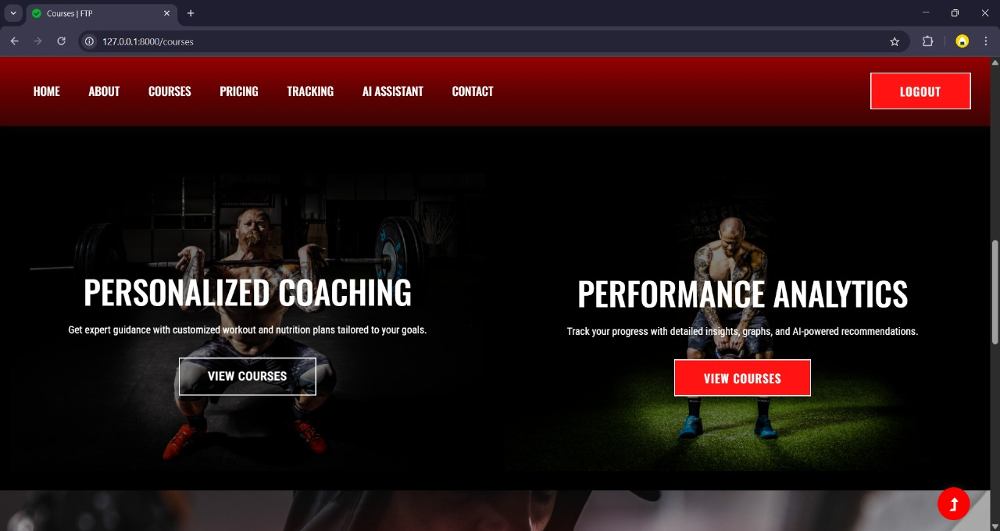 Courses | FTP
127.0.0.1:8000/courses
HOME ABOUT COURSES PRICING TRACKING AI ASSISTANT CONTACT LOGOUT
PERSONALIZED COACHING
Get expert guidance with customized workout and nutrition plans tailored to your goals.
VIEW COURSES
PERFORMANCE ANALYTICS
Track your progress with detailed insights, graphs, and AI-powered recommendations.
VIEW COURSES